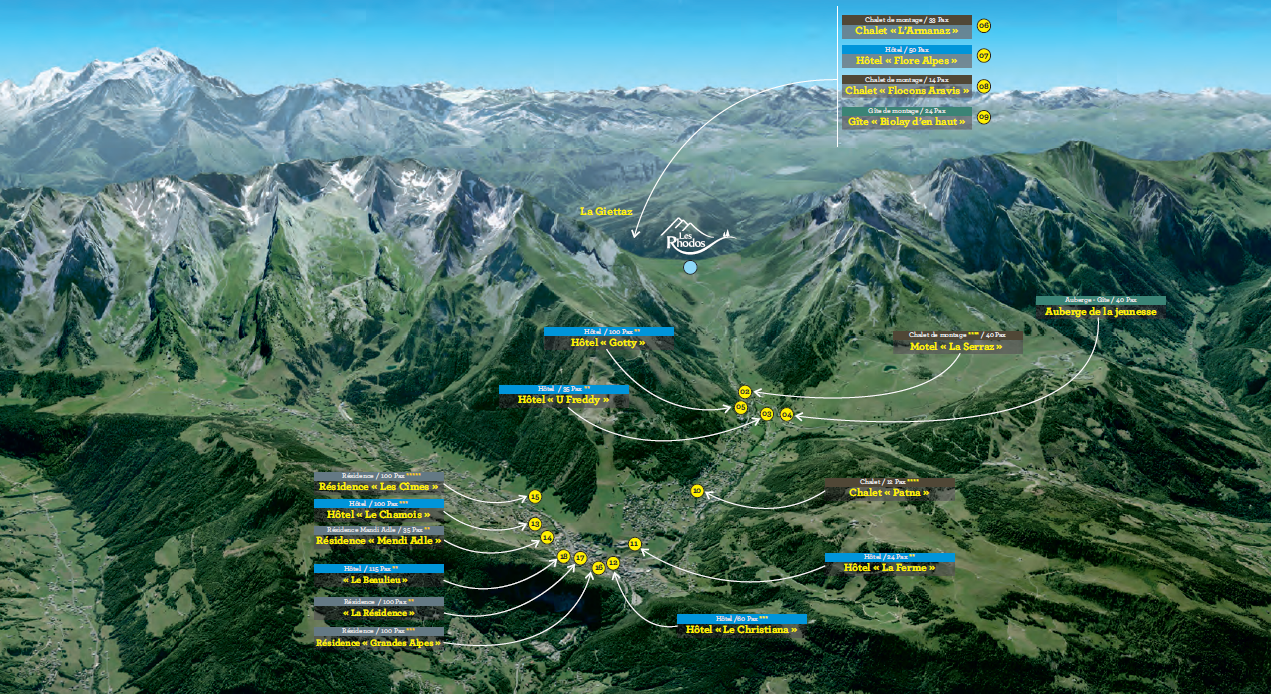 Chalet de montage / 33 Pax
Chalet « L'Armanaz »
06
Hôtel / 50 Pax
Hôtel « Flore Alpes »
07
Chalet de montage / 14 Pax
Chalet « Flocons Aravis »
08
Gîte de montage / 24 Pax
Gîte « Biolay d'en haut »
09
La Giettaz
Les
Rhodos
Auberge - Gîte / 40 Pax
Auberge de la jeunesse
Hôtel / 100 Pax **
Hôtel « Gotty »
Chalet de montage **** / 40 Pax
Motel « La Serraz »
Hôtel / 35 Pax **
Hôtel « U Freddy »
02
05
03
04
Résidence / 100 Pax *****
Résidence « Les Cîmes »
15
10
Chalet / 12 Pax ****
Chalet « Patna »
Hôtel / 100 Pax ***
Hôtel « Le Chamois »
13
Résidence Mendi Adle / 35 Pax **
Résidence « Mendi Adle »
14
11
Hôtel / 24 Pax **
Hôtel « La Ferme »
18
17
16
12
Hôtel / 115 Pax **
« Le Beaulieu »
Résidence / 100 Pax **
« La Résidence »
Hôtel /60 Pax ***
Hôtel « Le Christiana »
Résidence / 100 Pax ***
Résidence « Grandes Alpes »